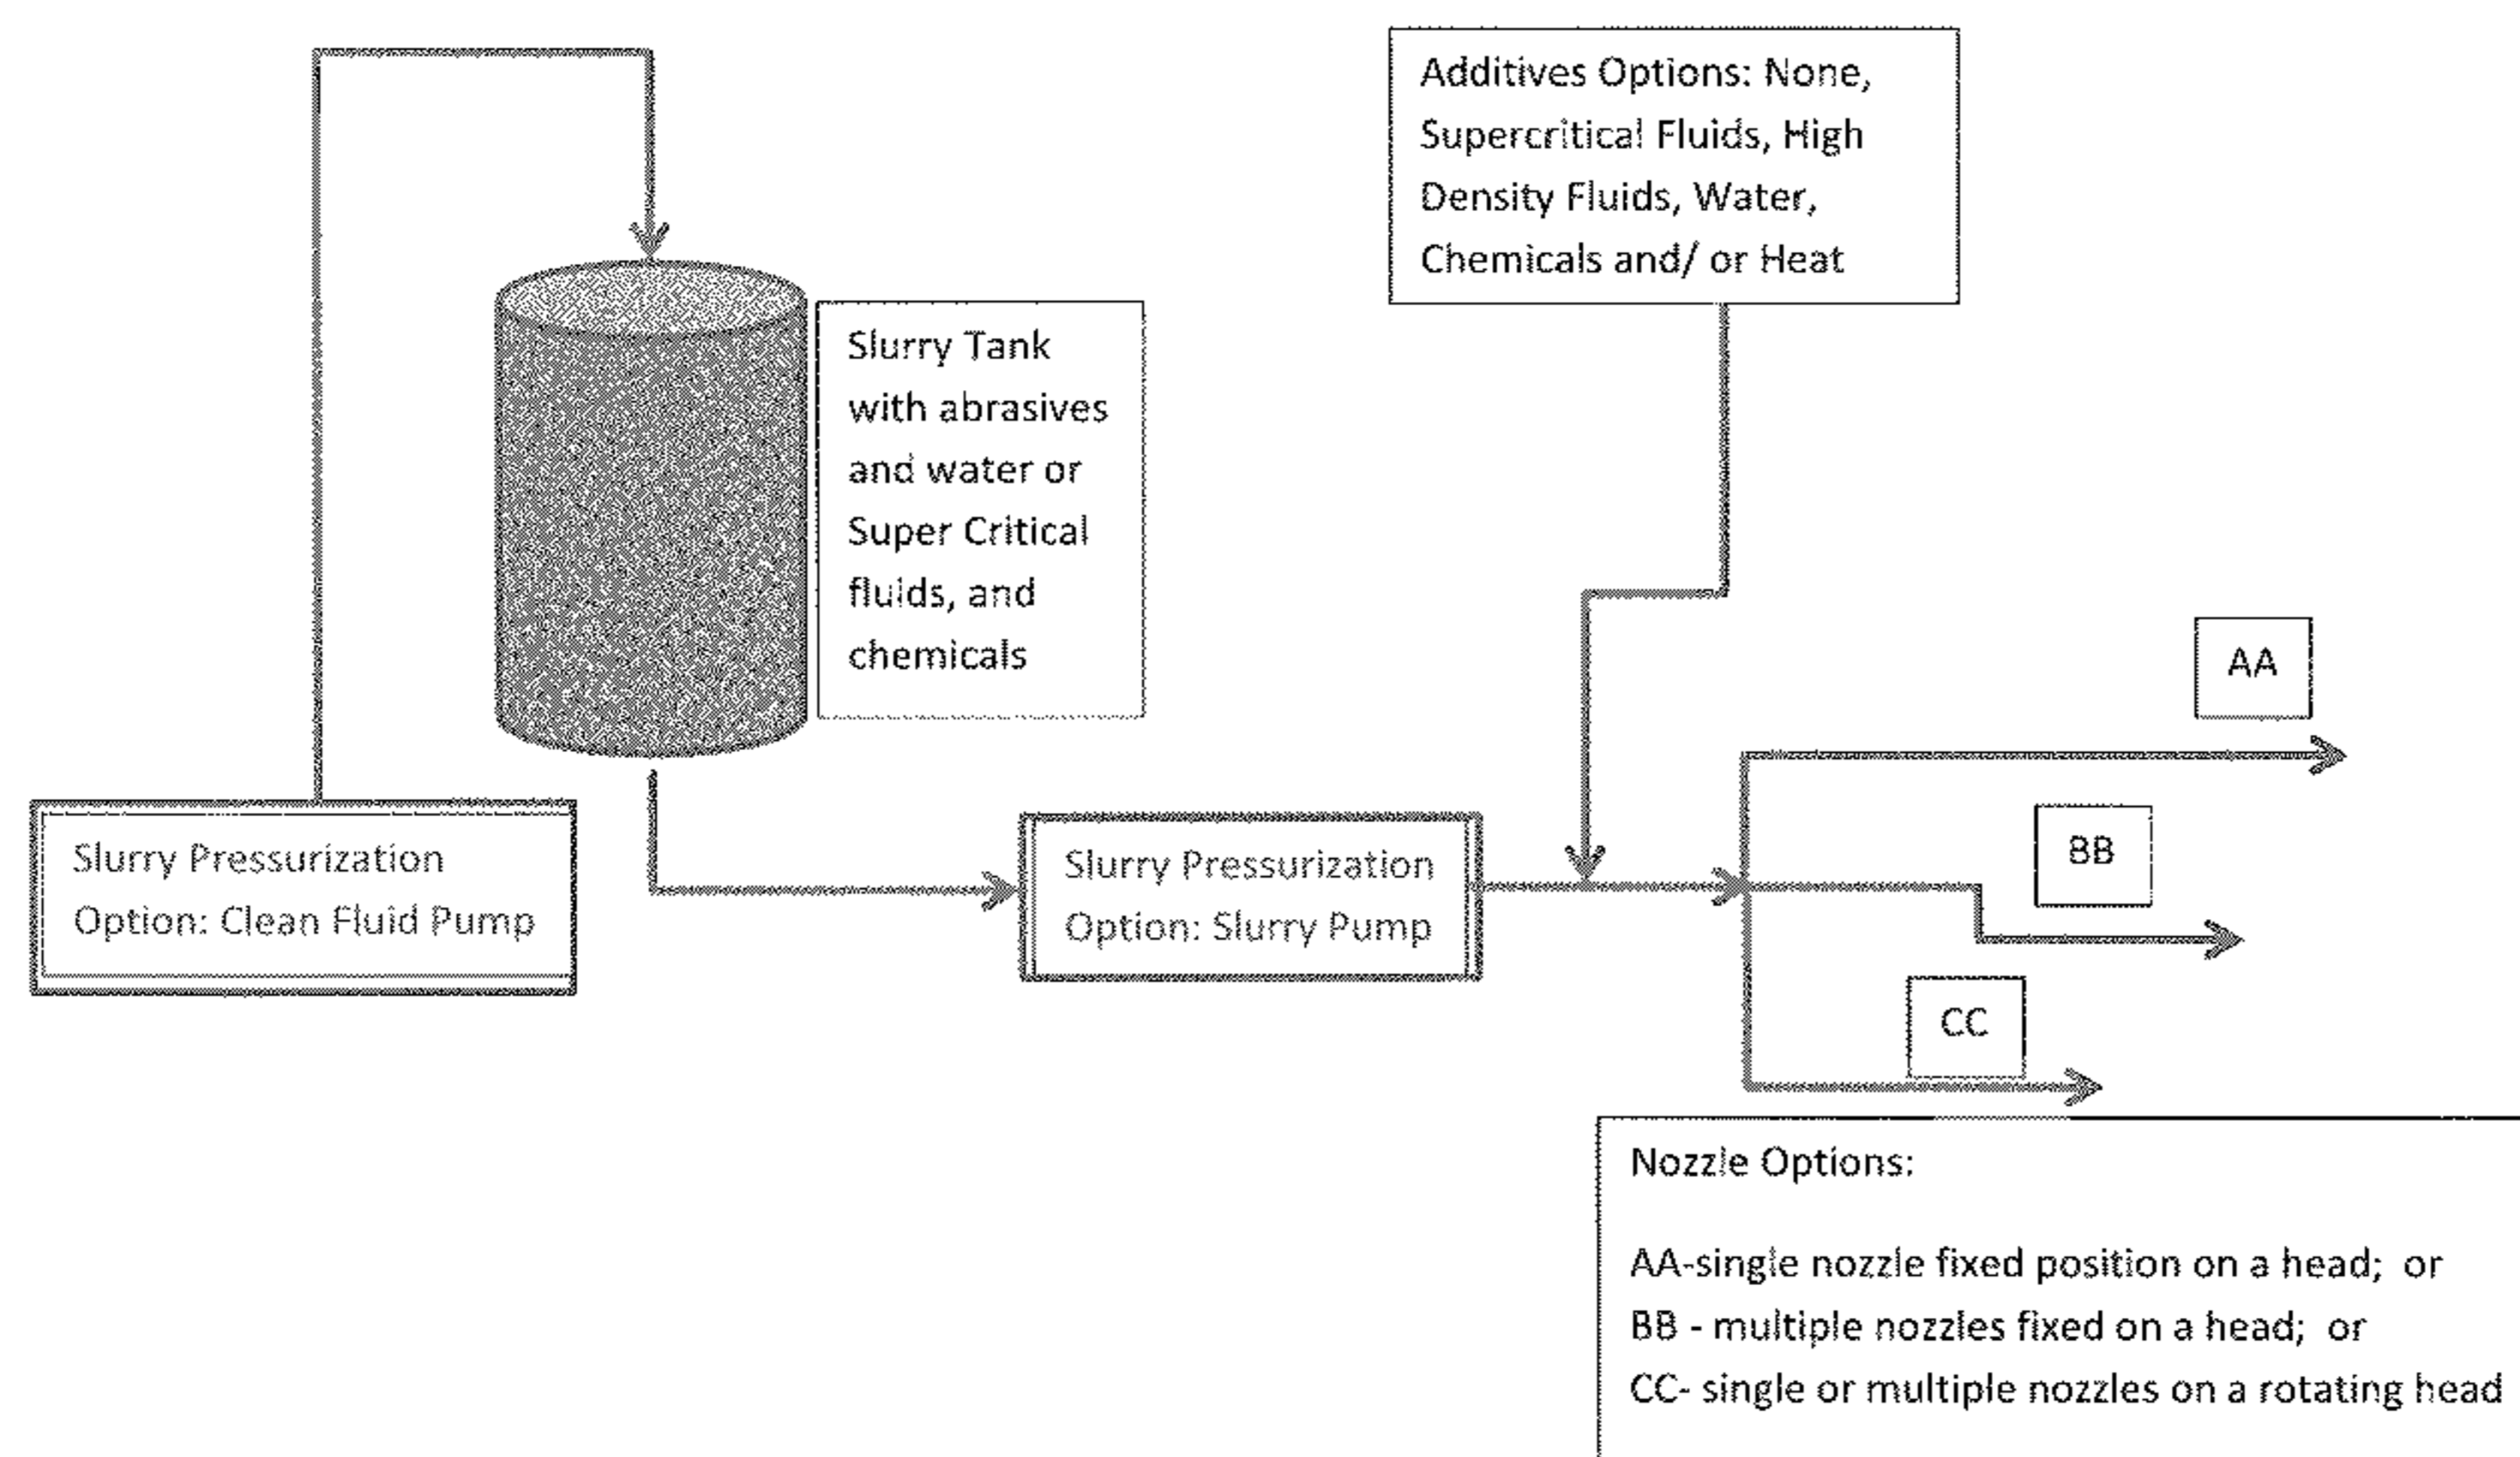 Additives Options: None,
Supercritical Fluids, High
Density Fluids, Water,
Chemicals and/ or Heat
Slurry Tank
with abrasives
and water or
Super Critical
fluids, and
chemicals
AA
BB
Slurry Pressurization
Option: Clean Fluid Pump
Slurry Pressurization
Option: Slurry Pump
CC
Nozzle Options:
AA-single nozzle fixed position on a head; or
BB - multiple nozzles fixed on a head; or
CC- single or multiple nozzles on a rotating head